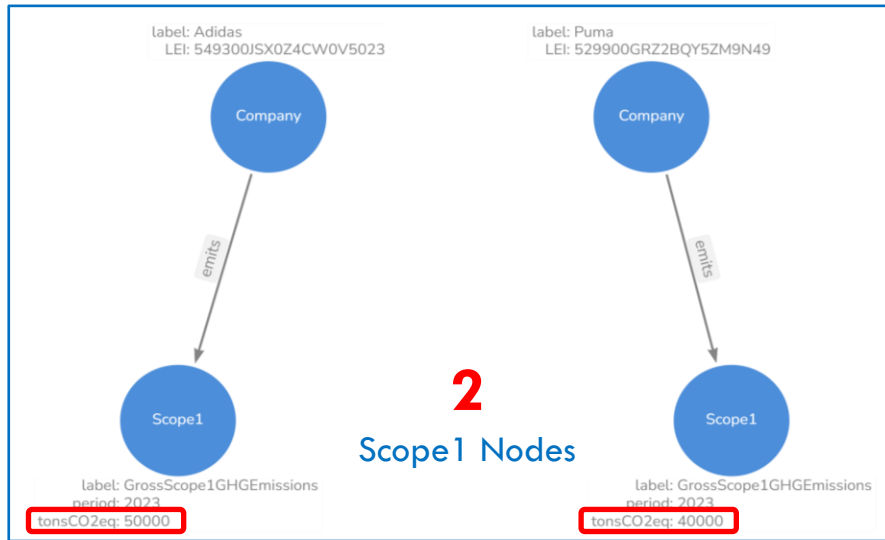 label: Adidas
LEI: 549300JSX0Z4CW0V5023
Company
emits
Scope1
label: GrossScope1GHGEmissions
period: 2023
tonsCO2eq: 50000
label: Puma
LEI: 529900GRZ2BQY5ZM9N49
Company
emits
Scope1
label: GrossScope1GHGEmissions
period: 2023
tonsCO2eq: 40000
2
Scope1 Nodes